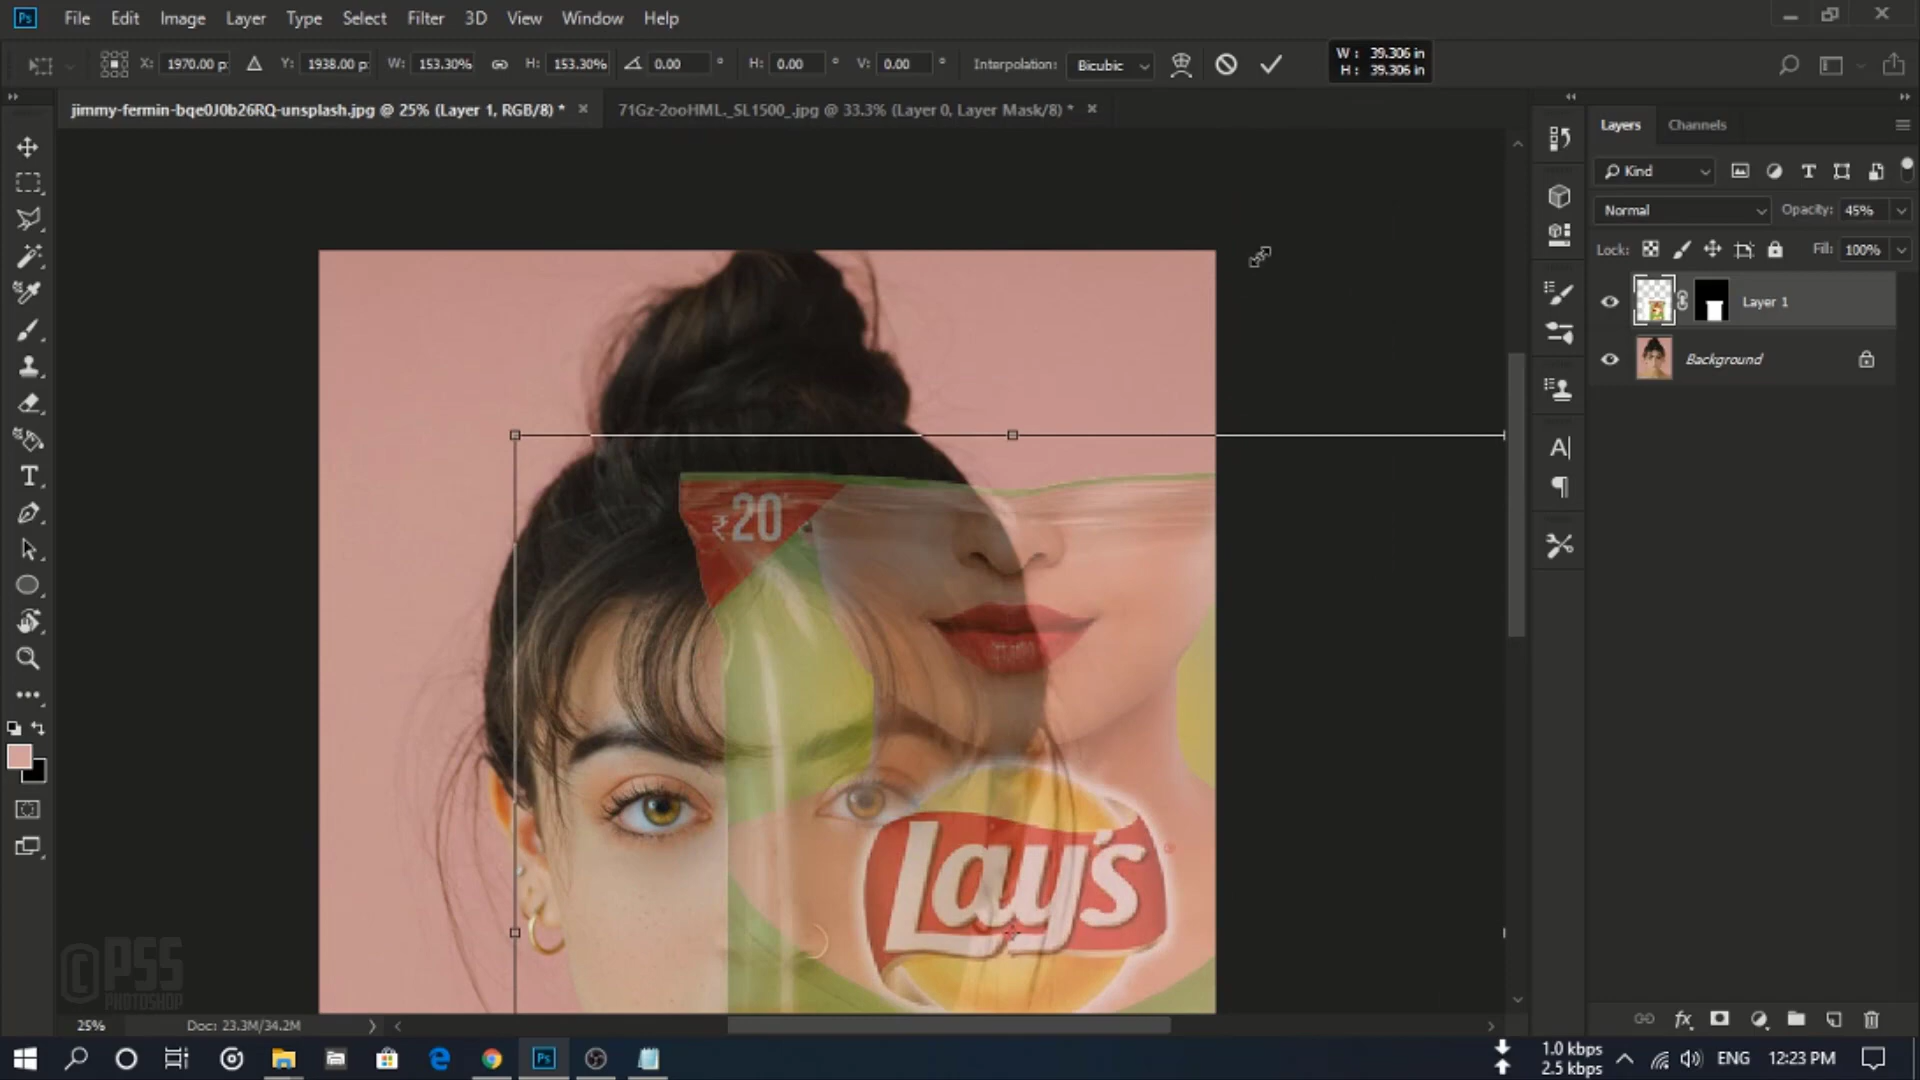 Ps File Edit Image Layer Type Select Filter 3D View Window Help
X: 1970.00 p Y: 1938.00 p W: 153.30% H: 153.30% 0.00 ° H: 0.00 ° V: 0.00 ° Interpolation: Bicubic
W : 39.306 in
H : 39.306 in
jimmy-fermin-bqe0J0b26RQ-unsplash.jpg @ 25% (Layer 1, RGB/8) * ×
71Gz-2ooHML._SL1500_.jpg @ 33.3% (Layer 0, Layer Mask/8) * ×
Layers Channels
Kind
Normal Opacity: 45%
Lock: Fill: 100%
Layer 1
Background
₹20
Lay's
©PSS
PHOTOSHOP
25% Doc: 23.3M/34.2M
Ps
1.0 kbps
2.5 kbps
ENG 12:23 PM